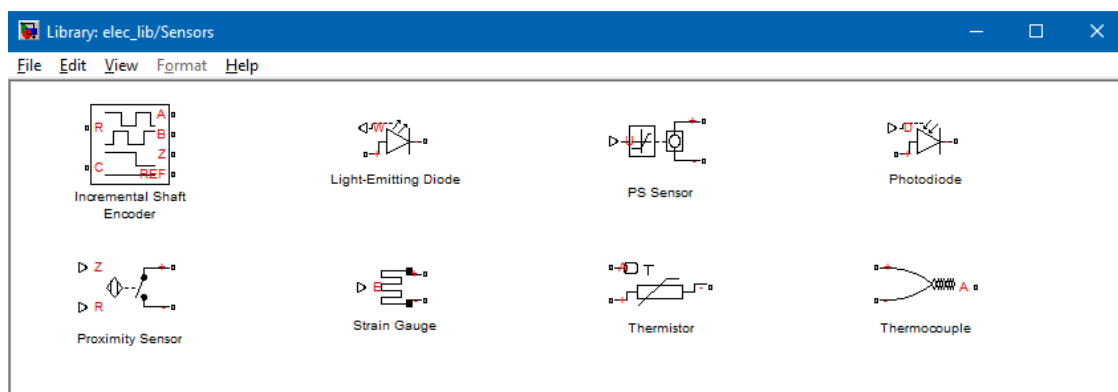 Library: elec_lib/Sensors
File Edit View Format Help
R A
B
Z
C REF
Incremental Shaft
Encoder
W
+ -
Light-Emitting Diode
U + -
PS Sensor
D
+ -
Photodiode
Z +
R -
Proximity Sensor
B + -
Strain Gauge
A T
+ -
Thermistor
+
- A
Thermocouple